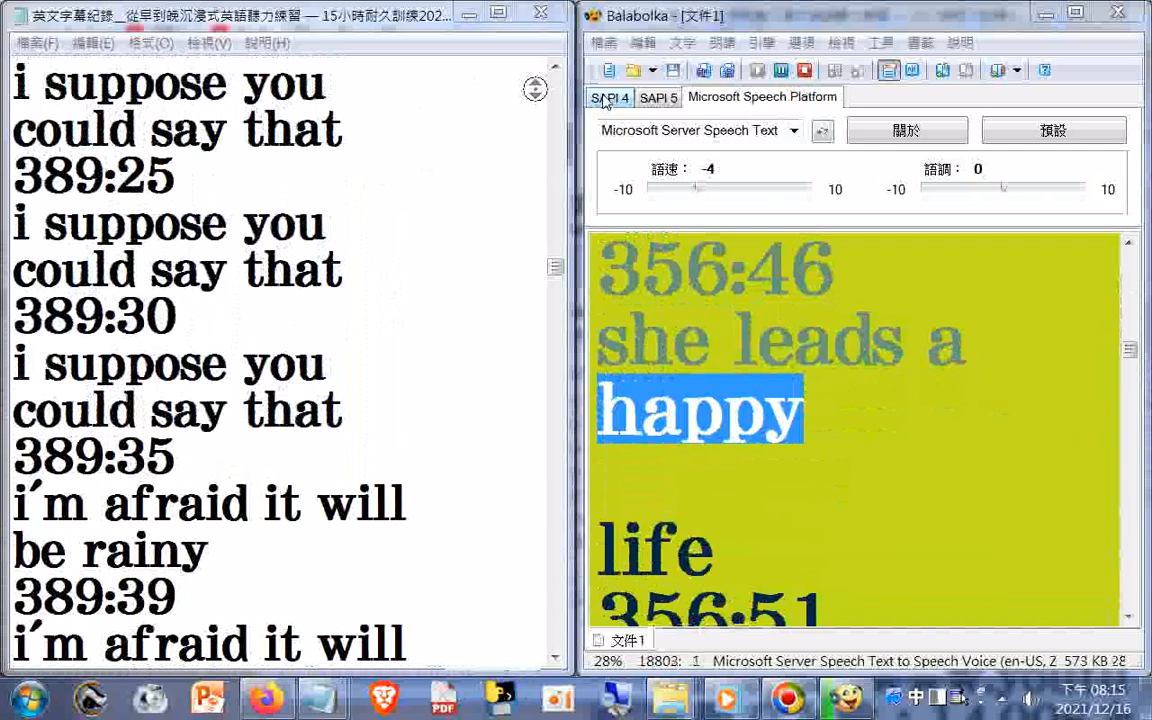 英文字幕紀錄__從早到晚沉浸式英語聽力練習 — 15小時耐久訓練202...
檔案(F) 編輯(E) 格式(O) 檢視(V) 說明(H)
i suppose you
could say that
389:25
i suppose you
could say that
389:30
i suppose you
could say that
389:35
i´m afraid it will
be rainy
389:39
i´m afraid it will
Balabolka - [文件1]
檔案 編輯 文字 朗讀 引擎 選項 檢視 工具 書籤 說明
SAPI 4 SAPI 5 Microsoft Speech Platform
Microsoft Server Speech Text +? 關於 預設
語速: -4 語調: 0
-10 10 -10 10
356:46
she leads a
happy
life
356:51
文件1
28% 18803: 1 Microsoft Server Speech Text to Speech Voice (en-US, Z 573 KB 28
PDF 中 下午 08:15
2021/12/16